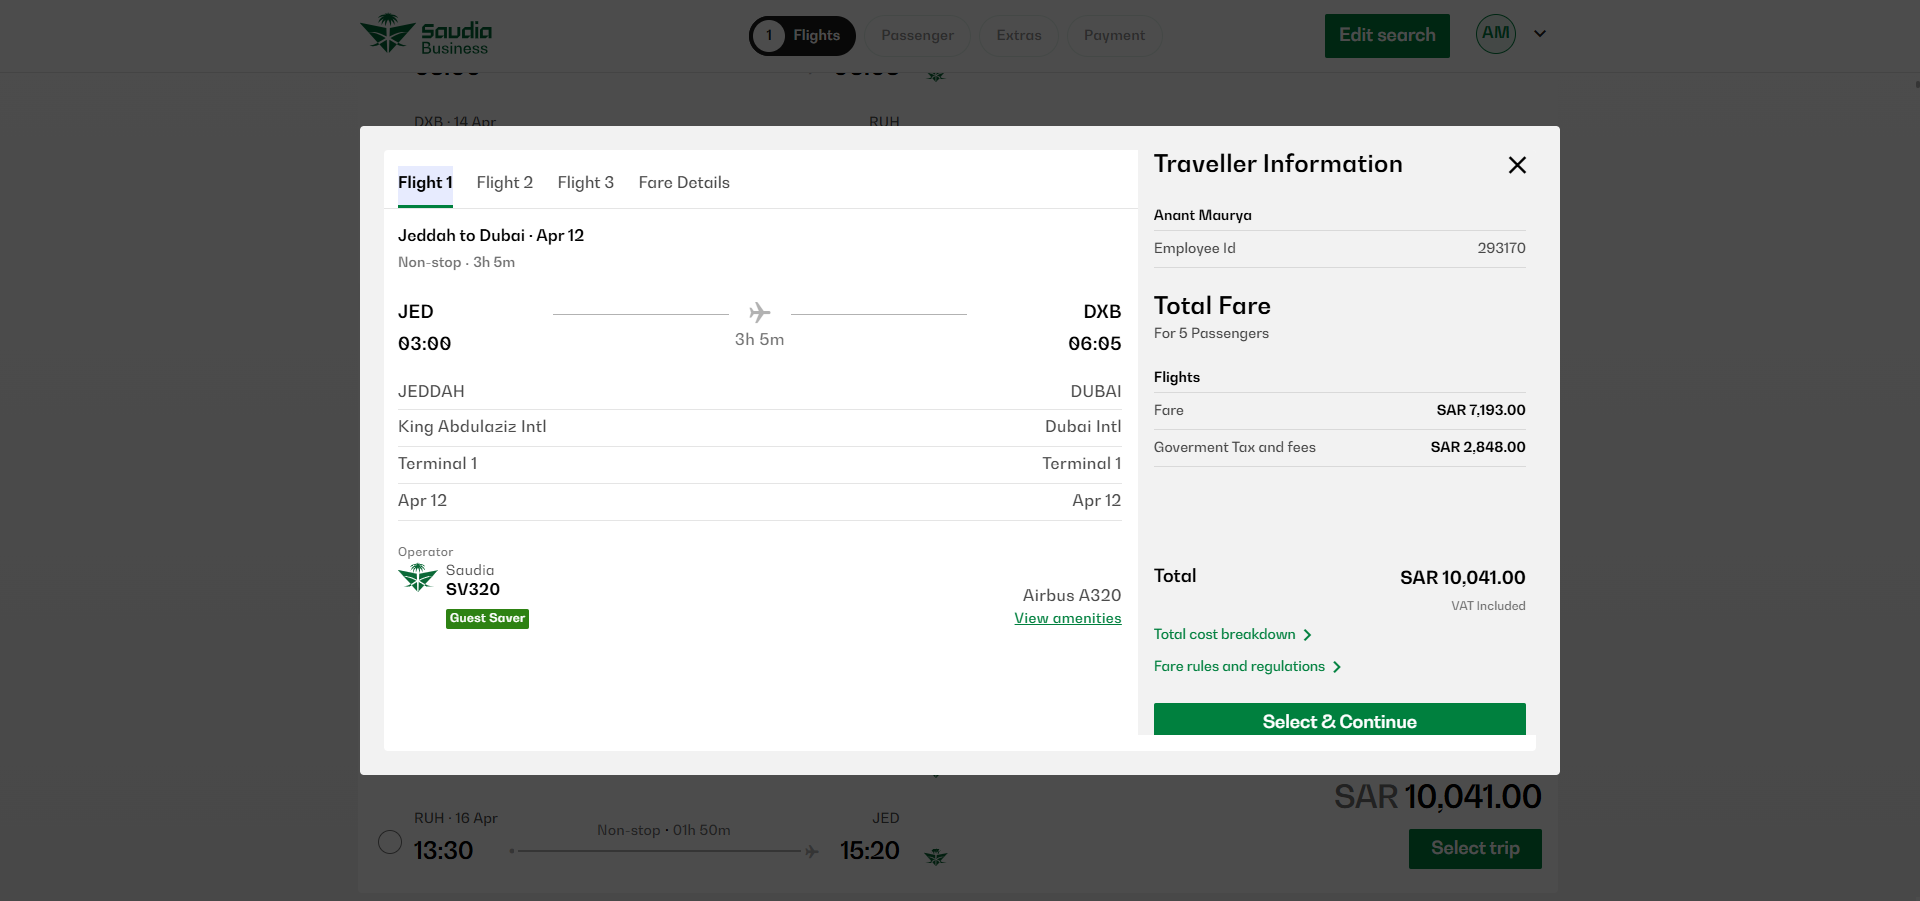 Saudia
Business
1 Flights
Passenger
Extras
Payment
Edit search
AM
DXB · 14 Apr
RUH
Flight 1
Flight 2
Flight 3
Fare Details
Jeddah to Dubai · Apr 12
Non-stop · 3h 5m
JED
DXB
03:00
3h 5m
06:05
JEDDAH
DUBAI
King Abdulaziz Intl
Dubai Intl
Terminal 1
Terminal 1
Apr 12
Apr 12
Operator
Saudia
SV320
Guest Saver
Airbus A320
View amenities
Traveller Information
Anant Maurya
Employee Id
293170
Total Fare
For 5 Passengers
Flights
Fare
SAR 7,193.00
Goverment Tax and fees
SAR 2,848.00
Total
SAR 10,041.00
VAT Included
Total cost breakdown
Fare rules and regulations
Select & Continue
SAR 10,041.00
Select trip
RUH · 16 Apr
Non-stop · 01h 50m
JED
13:30
15:20